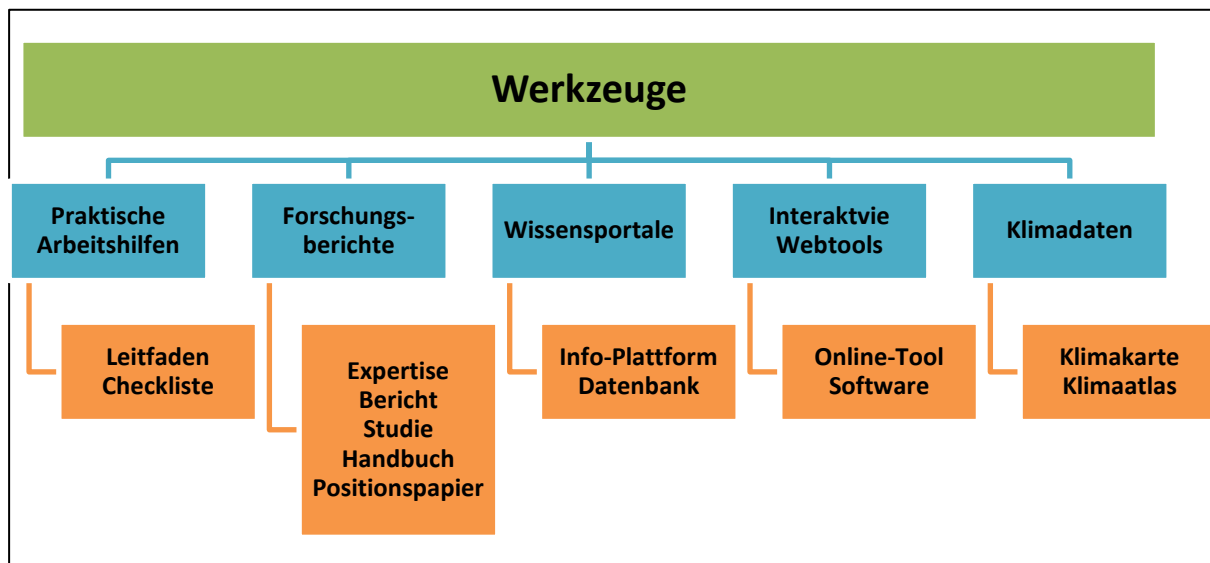 Werkzeuge
Praktische
Arbeitshilfen
Forschungs-
berichte
Wissensportale
Interaktvie
Webtools
Klimadaten
Leitfaden
Checkliste
Expertise
Bericht
Studie
Handbuch
Positionspapier
Info-Plattform
Datenbank
Online-Tool
Software
Klimakarte
Klimaatlas